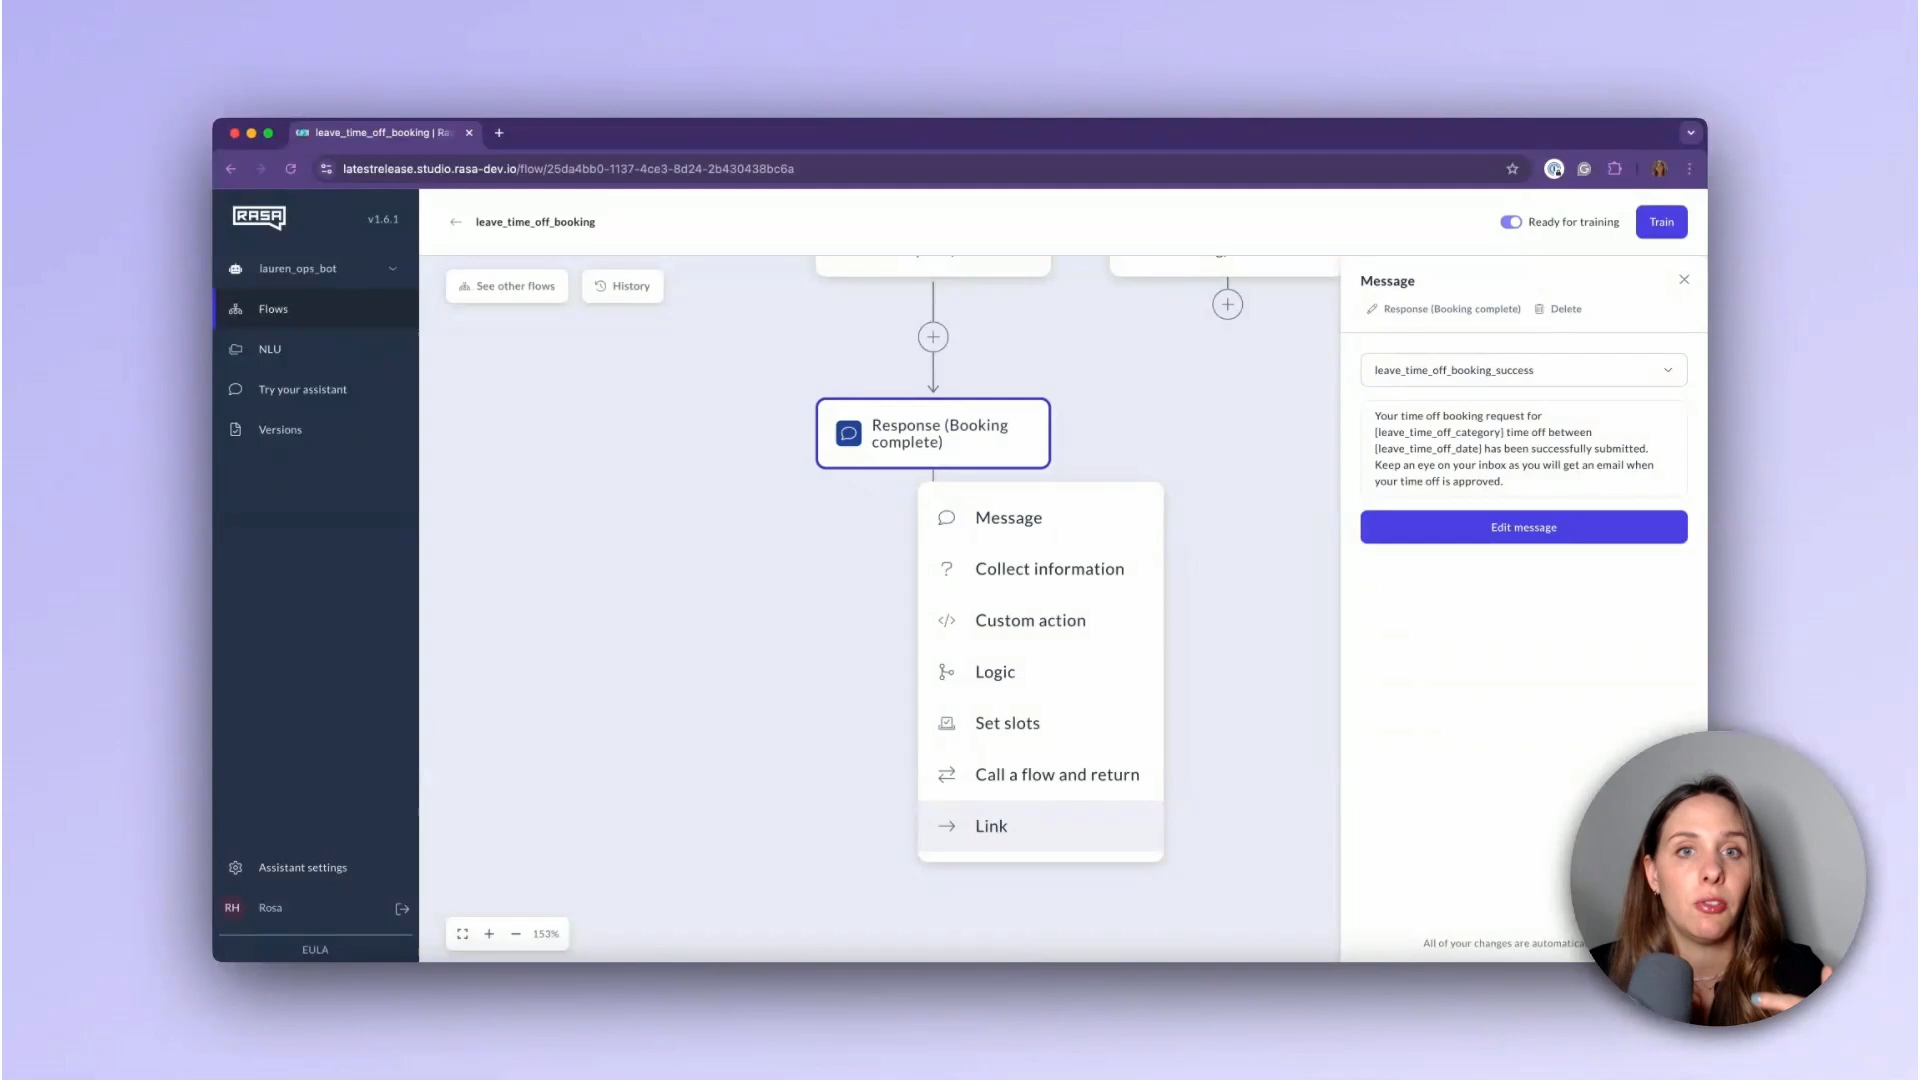 leave_time_off_booking | Ra
latestrelease.studio.rasa-dev.io/flow/25da4bb0-1137-4ce3-8d24-2b430438bc6a
RASA
v1.6.1
lauren_ops_bot
Flows
NLU
Try your assistant
Versions
Assistant settings
RH
Rosa
EULA
leave_time_off_booking
Ready for training
Train
See other flows
History
Response (Booking
complete)
Message
Collect information
Custom action
Logic
Set slots
Call a flow and return
Link
153%
Message
Response (Booking complete)
Delete
leave_time_off_booking_success
Your time off booking request for
[leave_time_off_category] time off between
[leave_time_off_date] has been successfully submitted.
Keep an eye on your inbox as you will get an email when
your time off is approved.
Edit message
All of your changes are automatica